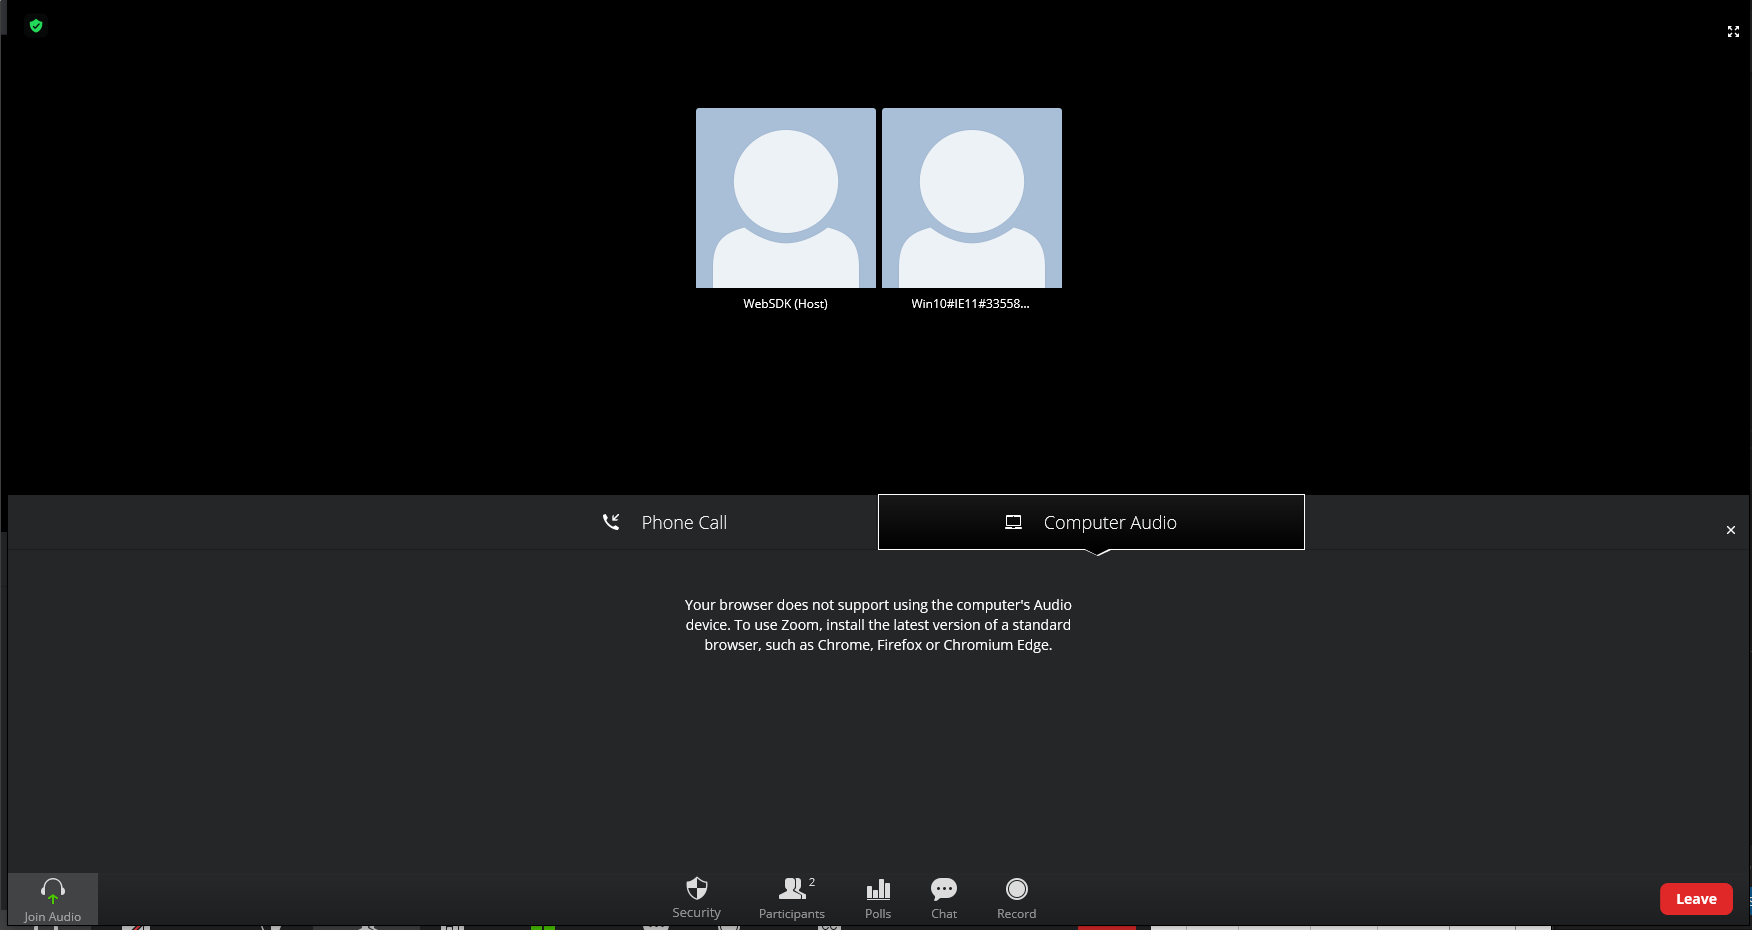 WebSDK (Host)
Win10#IE11#33558...
Phone Call
Computer Audio
Your browser does not support using the computer's Audio
device. To use Zoom, install the latest version of a standard
browser, such as Chrome, Firefox or Chromium Edge.
Join Audio
Security
Participants
2
Polls
Chat
Record
Leave